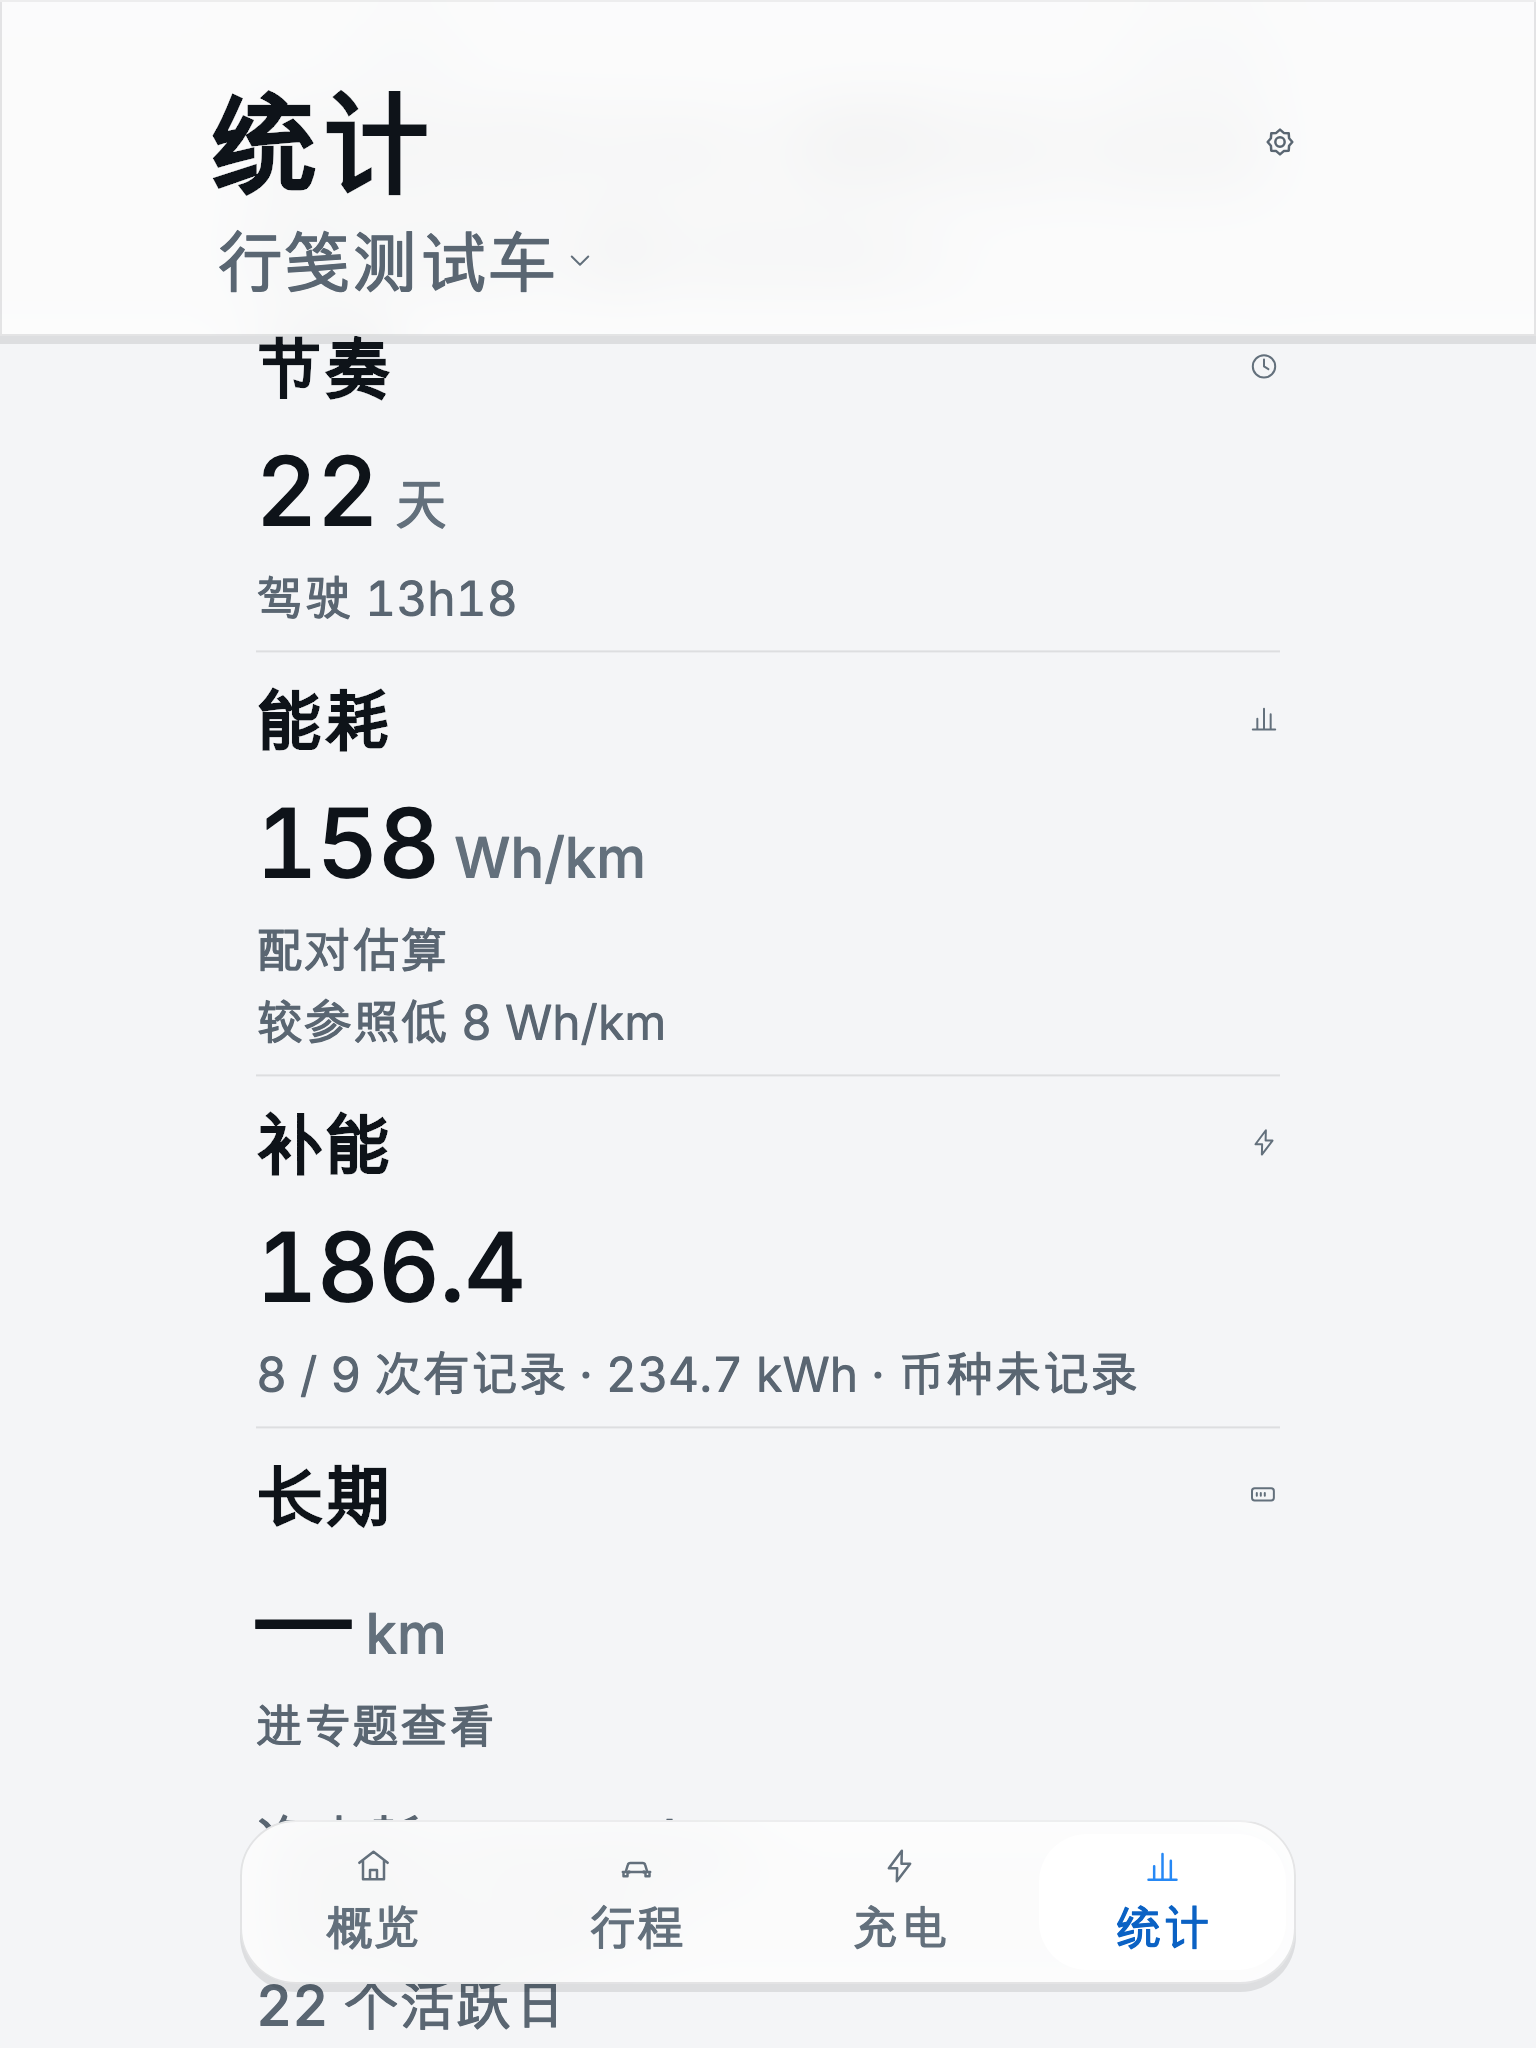 统计
行笺测试车
节奏
22 天
驾驶 13h18
能耗
158 Wh/km
配对估算
较参照低 8 Wh/km
补能
186.4
8 / 9 次有记录 · 234.7 kWh · 币种未记录
长期
— km
进专题查看
概览
行程
充电
统计
22 个活跃日